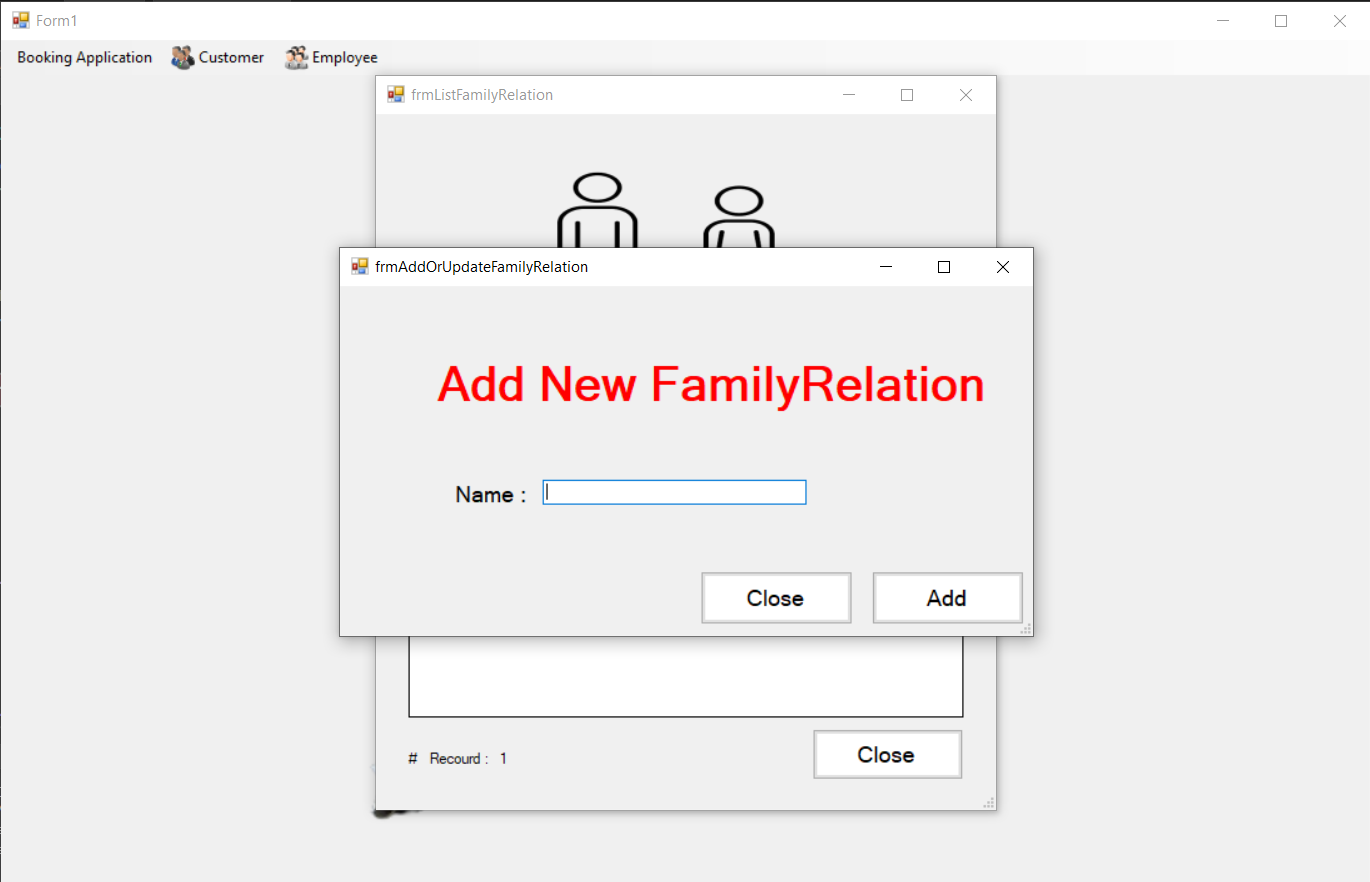 Form1
Booking Application Customer Employee
frmListFamilyRelation
frmAddOrUpdateFamilyRelation
Add New FamilyRelation
Name :
Close Add
# Recourd : 1
Close